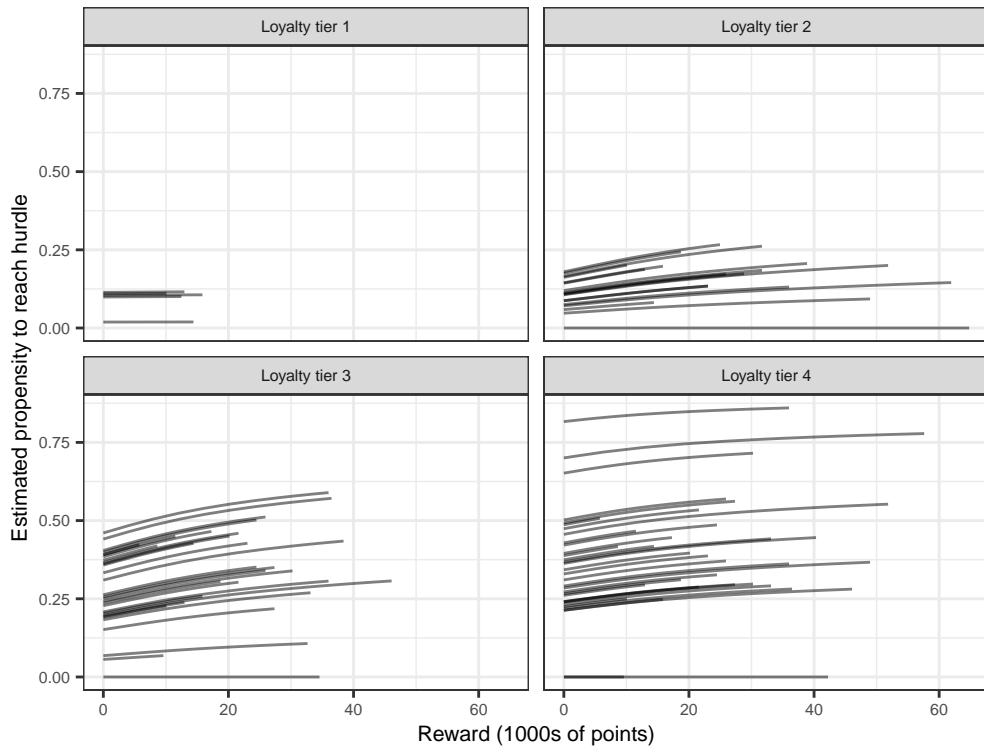 Loyalty tier 1
Loyalty tier 2
0.75
0.50
0.25
0.00
Loyalty tier 3
Loyalty tier 4
0.75
0.50
0.25
0.00
0 20 40 60
0 20 40 60
Reward (1000s of points)
Estimated propensity to reach hurdle